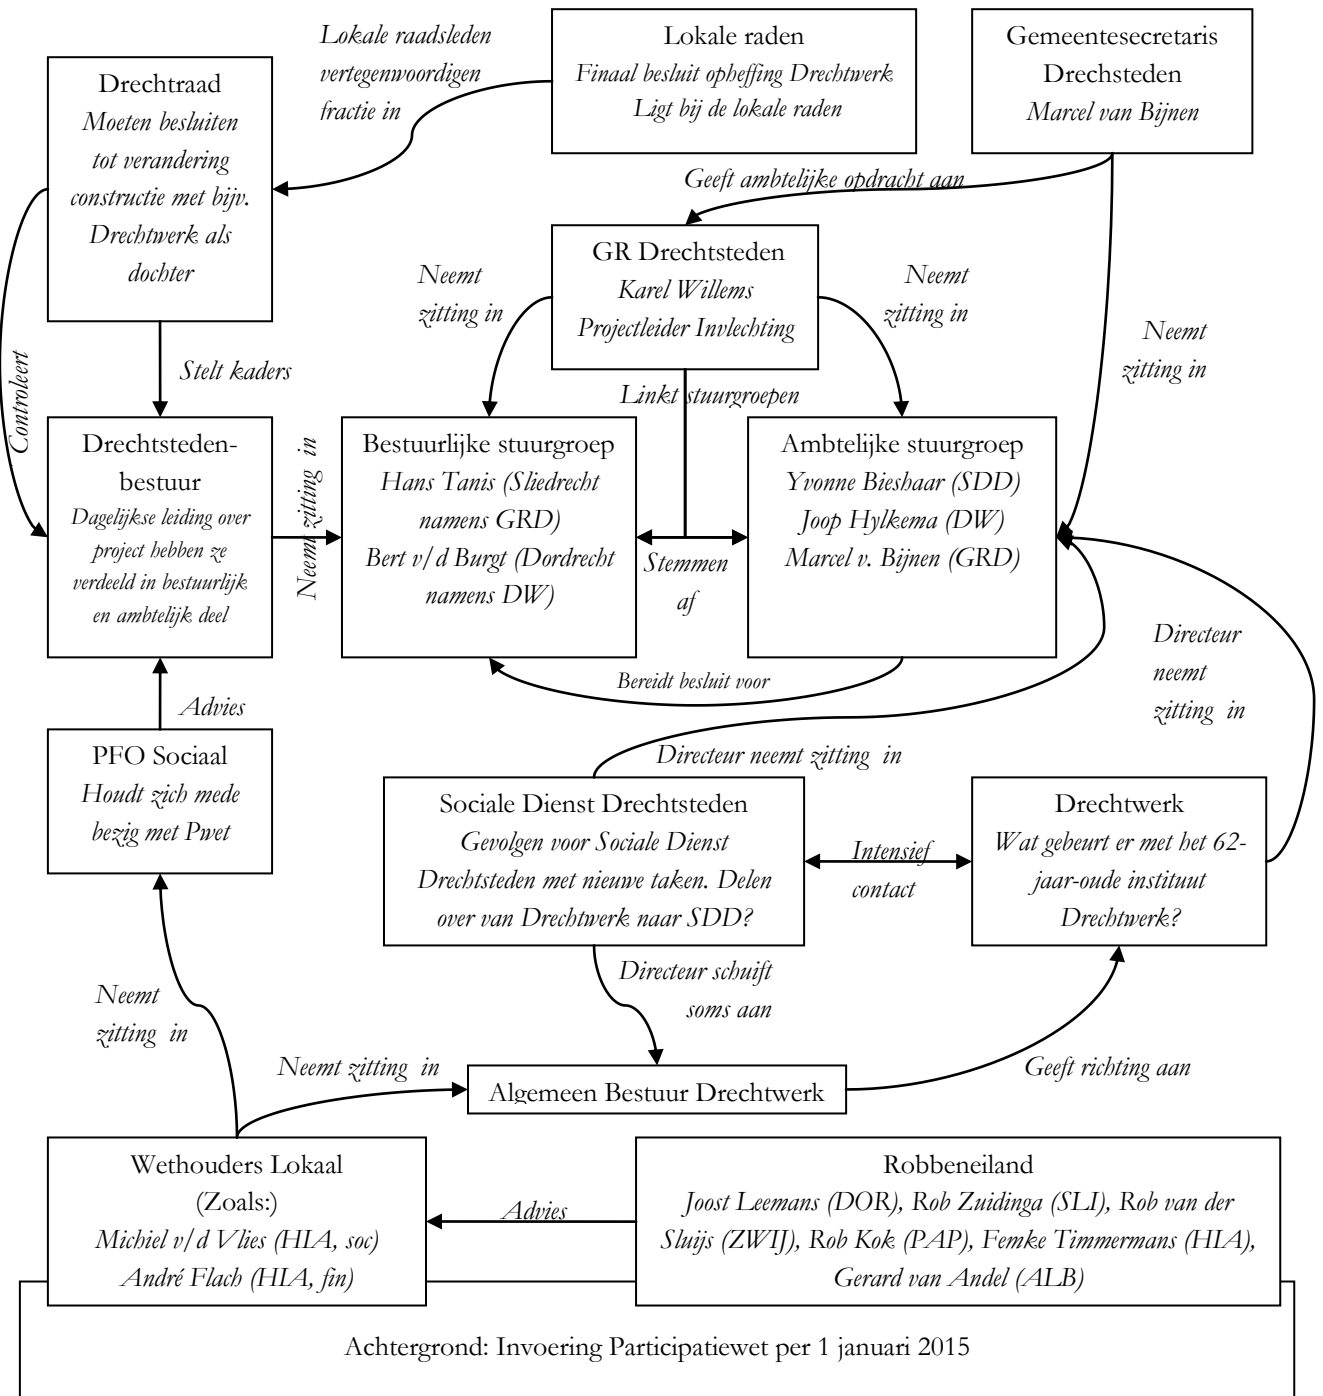 Lokale raadsleden
vertegenwoordigen
fractie in
Lokale raden
Finaal besluit opheffing Drechtwerk
Ligt bij de lokale raden
Gemeentesecretaris
Drechsteden
Marcel van Bijnen
Drechtraad
Moeten besluiten
tot verandering
constructie met bijv.
Drechtwerk als
dochter
Geeft ambtelijke opdracht aan
GR Drechtsteden
Karel Willems
Projectleider Invlechting
Neemt
zitting in
Neemt
zitting in
Neemt
zitting in
Controleert
Stelt kaders
Linkt stuurgroepen
Drechtsteden-
bestuur
Dagelijkse leiding over
project hebben ze
verdeeld in bestuurlijk
en ambtelijk deel
Neemt zitting in
Bestuurlijke stuurgroep
Hans Tanis (Sliedrecht
namens GRD)
Bert v/d Burgt (Dordrecht
namens DW)
Stemmen
af
Ambtelijke stuurgroep
Yvonne Bieshaar (SDD)
Joop Hylkema (DW)
Marcel v. Bijnen (GRD)
Bereidt besluit voor
Directeur
neemt
zitting in
Advies
PFO Sociaal
Houdt zich mede
bezig met Pwet
Directeur neemt zitting in
Sociale Dienst Drechtsteden
Gevolgen voor Sociale Dienst
Drechtsteden met nieuwe taken. Delen
over van Drechtwerk naar SDD?
Intensief
contact
Drechtwerk
Wat gebeurt er met het 62-
jaar-oude instituut
Drechtwerk?
Directeur schuift
soms aan
Neemt
zitting in
Neemt zitting in
Algemeen Bestuur Drechtwerk
Geeft richting aan
Wethouders Lokaal
(Zoals:)
Michiel v/d Vlies (HIA, soc)
André Flach (HIA, fin)
Advies
Robbeneiland
Joost Leemans (DOR), Rob Zuidinga (SLI), Rob van der
Sluijs (ZWIJ), Rob Kok (PAP), Femke Timmermans (HIA),
Gerard van Andel (ALB)
Achtergrond: Invoering Participatiewet per 1 januari 2015